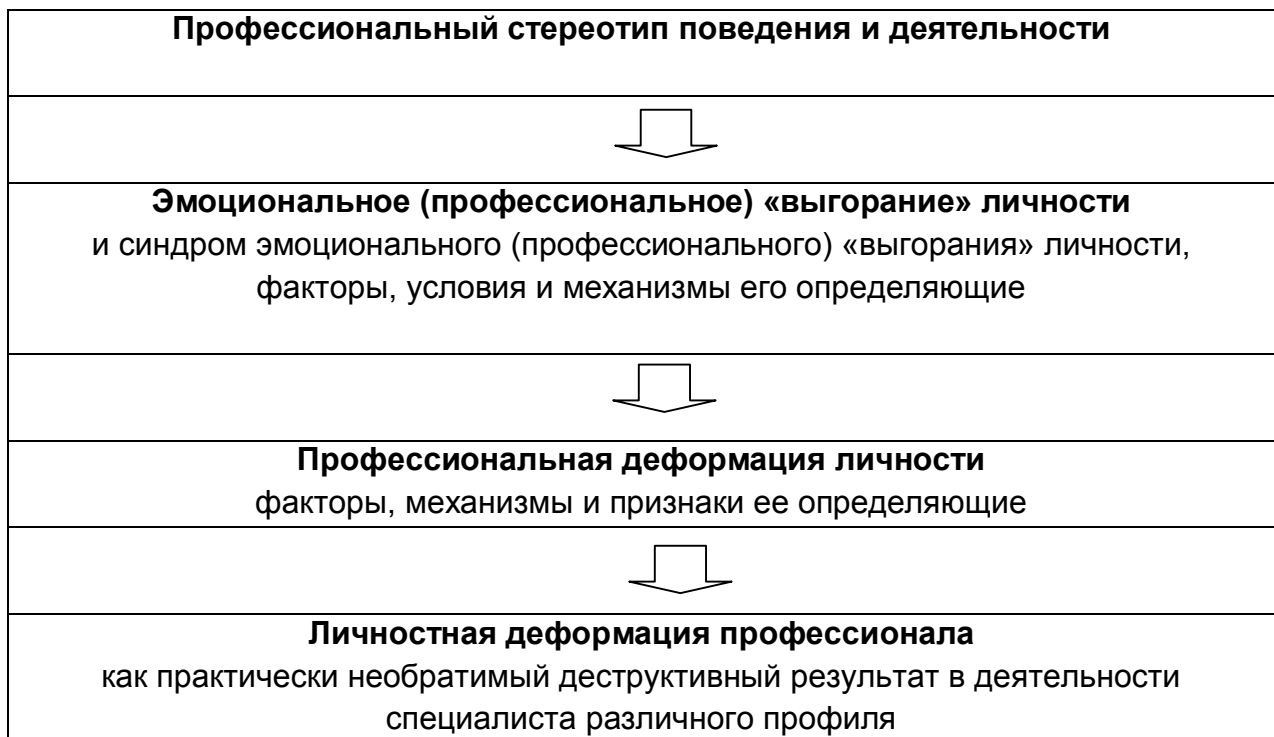 Профессиональный стереотип поведения и деятельности
Эмоциональное (профессиональное) «выгорание» личности
и синдром эмоционального (профессионального) «выгорания» личности,
факторы, условия и механизмы его определяющие
Профессиональная деформация личности
факторы, механизмы и признаки ее определяющие
Личностная деформация профессионала
как практически необратимый деструктивный результат в деятельности
специалиста различного профиля